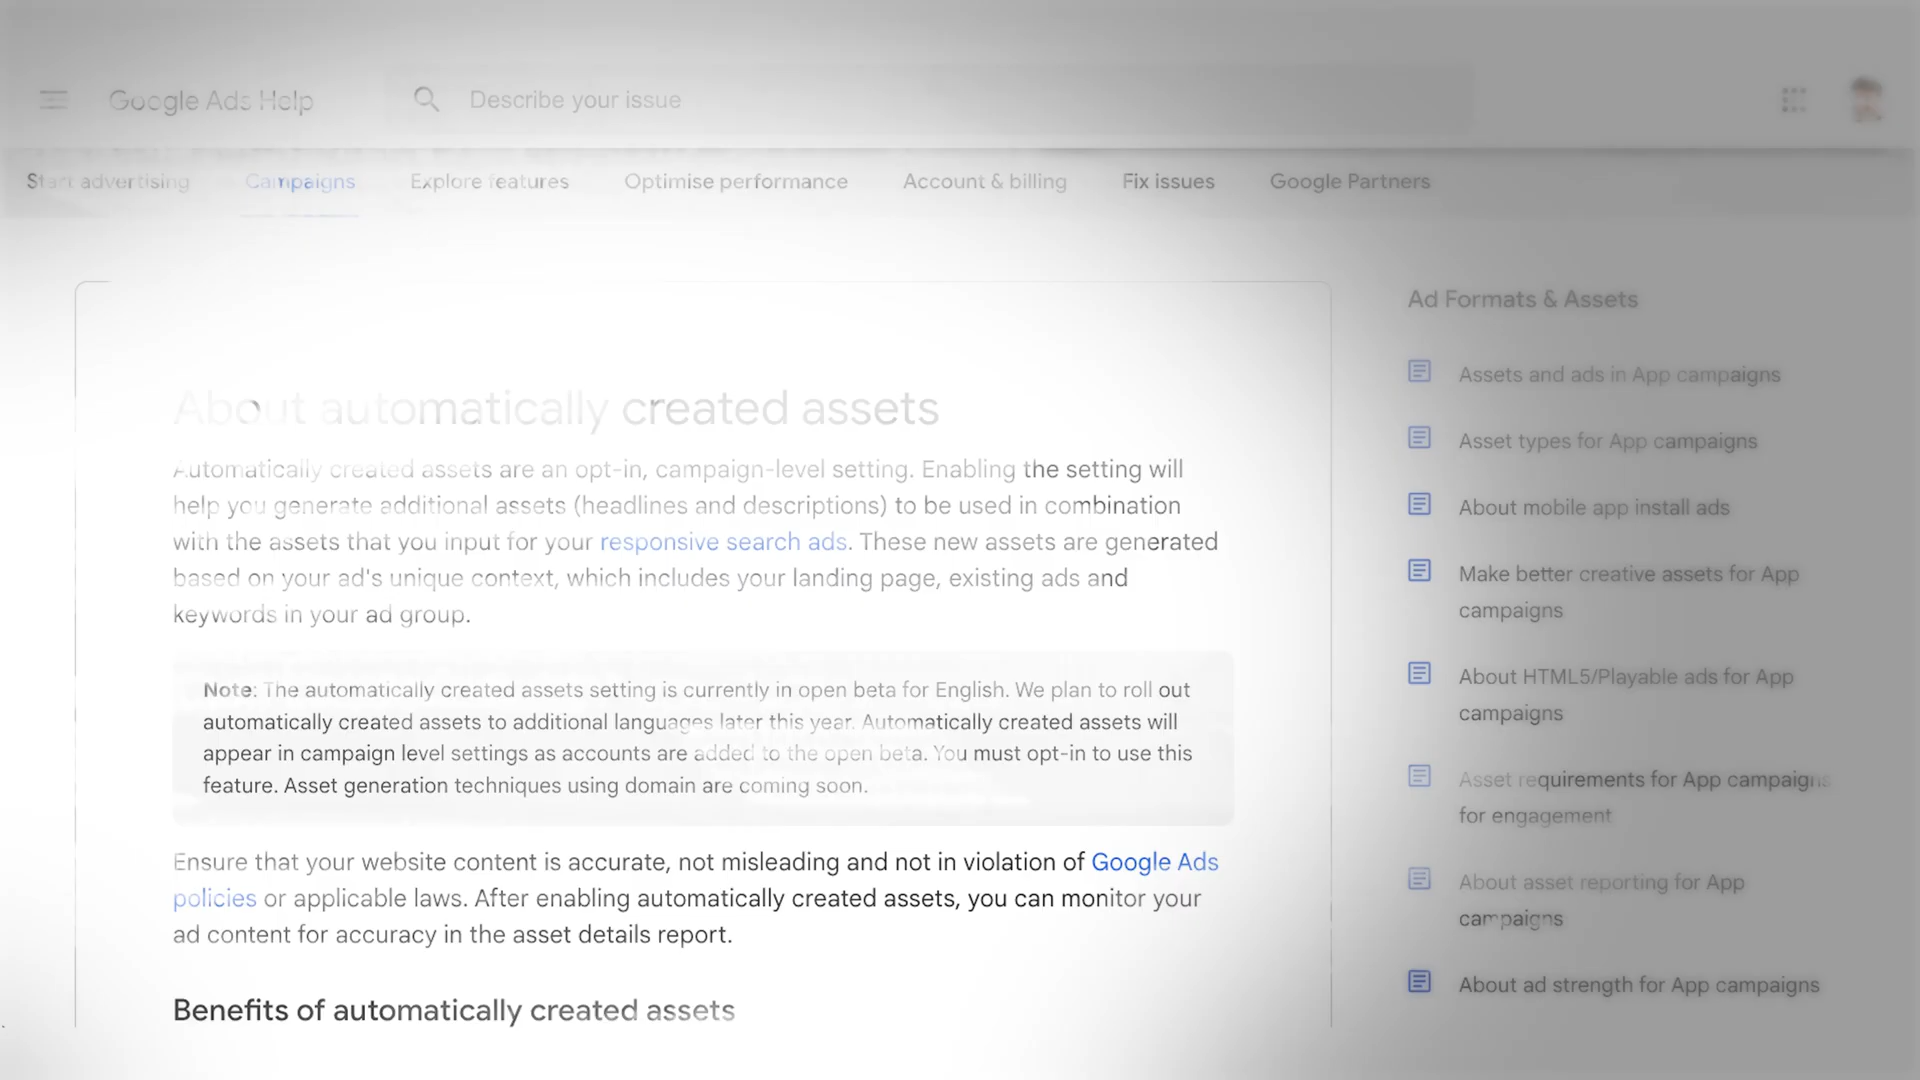 Google Ads Help
Describe your issue
Start advertising
Campaigns
Explore features
Optimise performance
Account & billing
Fix issues
Google Partners
About automatically created assets
Automatically created assets are an opt-in, campaign-level setting. Enabling the setting will
help you generate additional assets (headlines and descriptions) to be used in combination
with the assets that you input for your responsive search ads. These new assets are generated
based on your ad's unique context, which includes your landing page, existing ads and
keywords in your ad group.
Note: The automatically created assets setting is currently in open beta for English. We plan to roll out
automatically created assets to additional languages later this year. Automatically created assets will
appear in campaign level settings as accounts are added to the open beta. You must opt-in to use this
feature. Asset generation techniques using domain are coming soon.
Ensure that your website content is accurate, not misleading and not in violation of Google Ads
policies or applicable laws. After enabling automatically created assets, you can monitor your
ad content for accuracy in the asset details report.
Benefits of automatically created assets
Ad Formats & Assets
Assets and ads in App campaigns
Asset types for App campaigns
About mobile app install ads
Make better creative assets for App
campaigns
About HTML5/Playable ads for App
campaigns
Asset requirements for App campaigns
for engagement
About asset reporting for App
campaigns
About ad strength for App campaigns